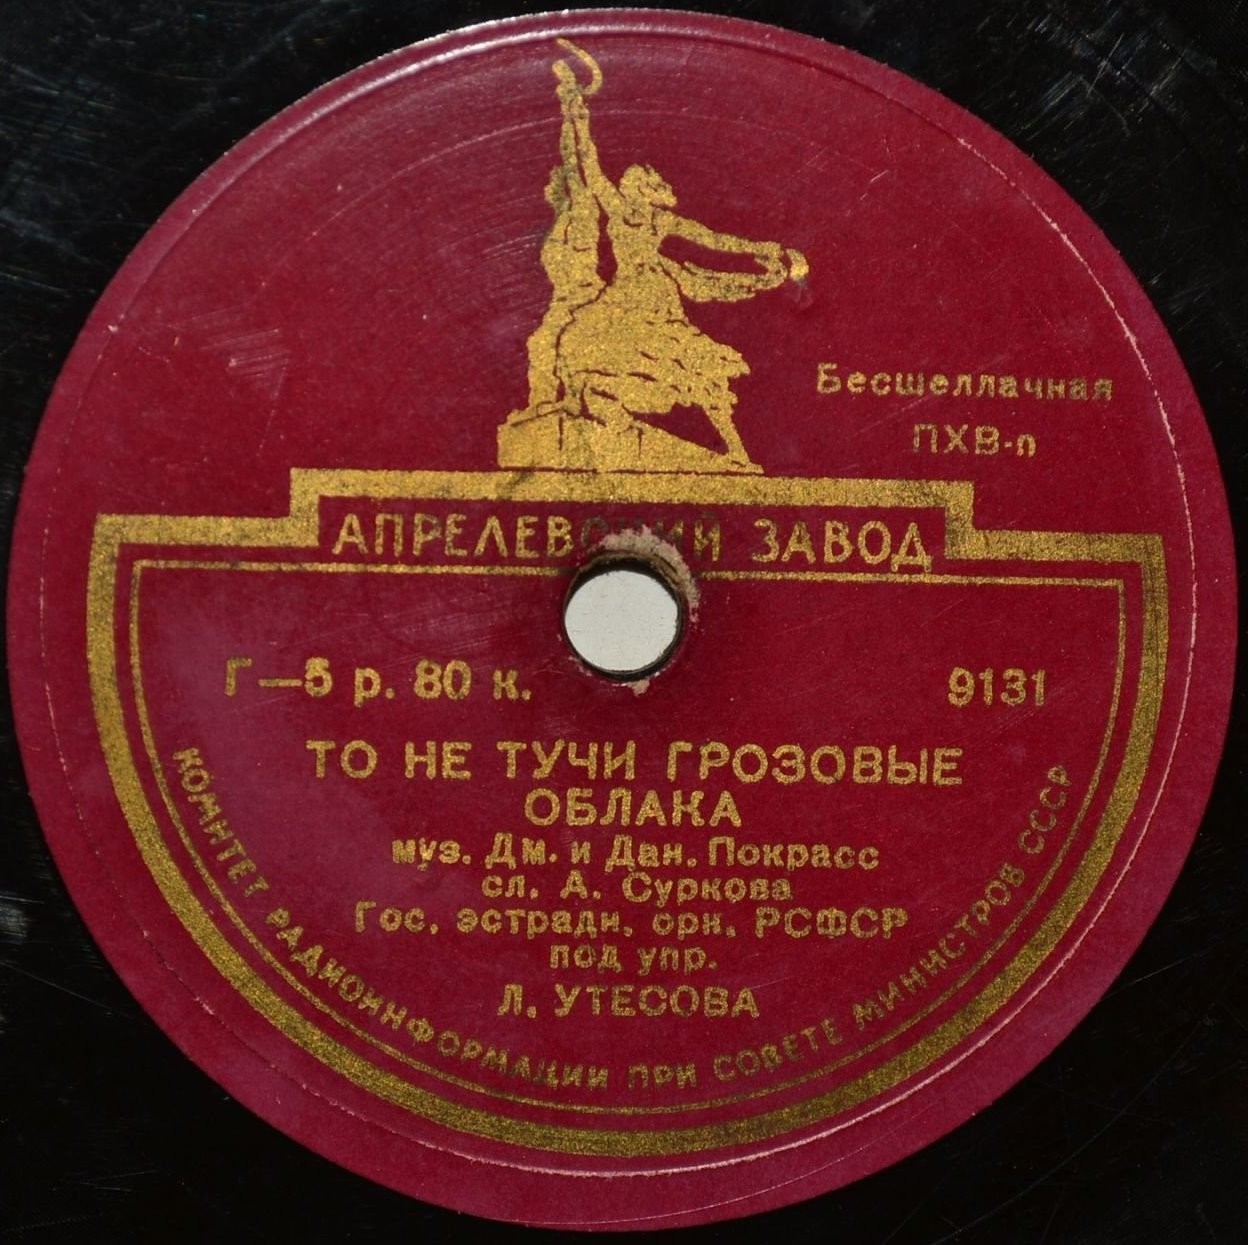 Бесшеллачная
ПХВ-п
АПРЕЛЕВСКИЙ ЗАВОД
Г—5 р. 80 к.
9131
ТО НЕ ТУЧИ ГРОЗОВЫЕ
ОБЛАКА
муз. Дм. и Дан. Покрасс
сл. А. Суркова
Гос. эстрадн. орк. РСФСР
под упр.
Л. УТЕСОВА
КОМИТЕТ РАДИОИНФОРМАЦИИ ПРИ СОВЕТЕ МИНИСТРОВ СССР